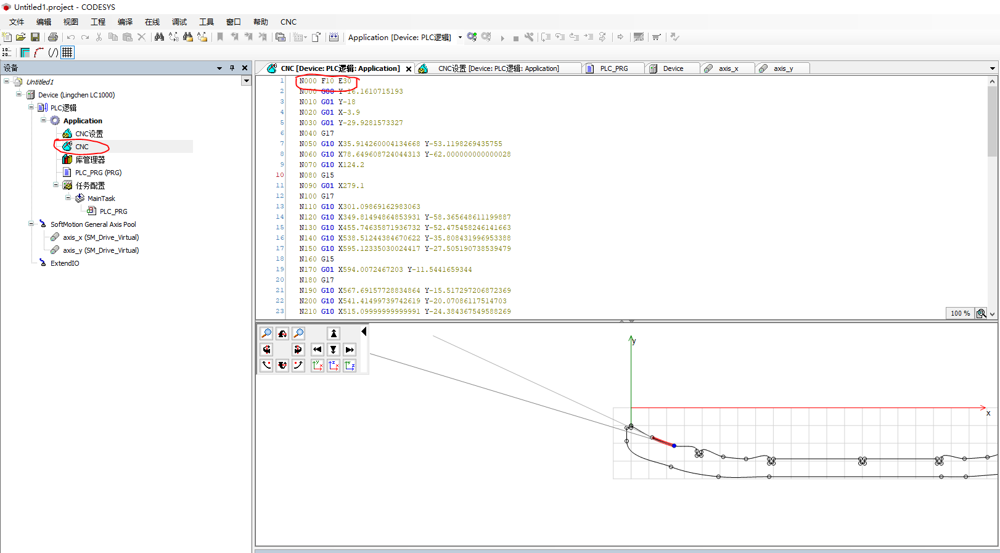 Untitled1.project - CODESYS
文件 编辑 视图 工程 编译 在线 调试 工具 窗口 帮助 CNC
Application [Device: PLC逻辑]
设备
Untitled1
Device (Lingchen LC1000)
PLC逻辑
Application
CNC设置
CNC
库管理器
PLC_PRG (PRG)
任务配置
MainTask
PLC_PRG
SoftMotion General Axis Pool
axis_x (SM_Drive_Virtual)
axis_y (SM_Drive_Virtual)
ExtendIO
CNC [Device: PLC逻辑: Application] CNC设置 [Device: PLC逻辑: Application] PLC_PRG Device axis_x axis_y
1 N000 F10 E30
2 N000 G00 Y-16.1610715193
3 N010 G01 Y-18
4 N020 G01 X-3.9
5 N030 G01 Y-29.9281573327
6 N040 G17
7 N050 G10 X35.914260004134668 Y-53.1198269435755
8 N060 G10 X78.649608724044313 Y-62.000000000000028
9 N070 G10 X124.2
10 N080 G15
11 N090 G01 X279.1
12 N100 G17
13 N110 G10 X301.09869162983063
14 N120 G10 X349.81494864853931 Y-58.365648611199887
15 N130 G10 X455.74635871936732 Y-52.475458246141663
16 N140 G10 X538.51244384670622 Y-35.808431996953388
17 N150 G10 X595.12335030024417 Y-27.505190738539479
18 N160 G15
19 N170 G01 X594.0072467203 Y-11.5441659344
20 N180 G17
21 N190 G10 X567.69157728834864 Y-15.517297206872369
22 N200 G10 X541.41499739742619 Y-20.07086117514703
23 N210 G10 X515.09999999999991 Y-24.384367549588269
100 %
y
x